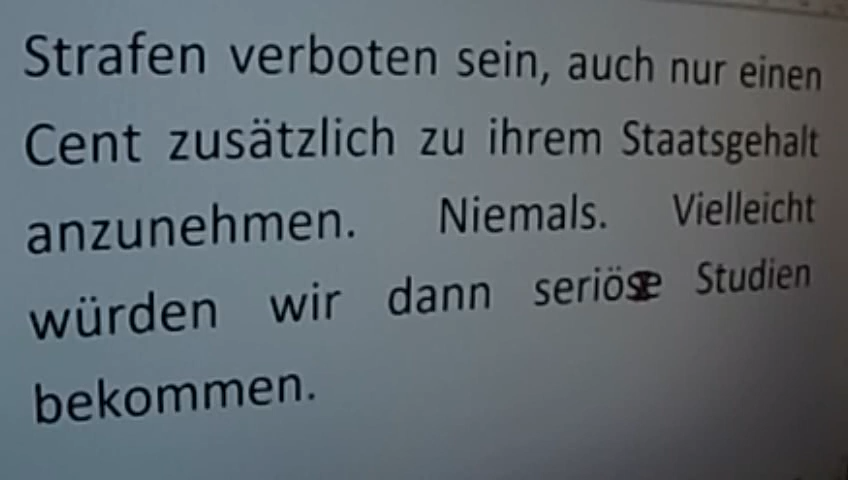 Strafen verboten sein, auch nur einen
Cent zusätzlich zu ihrem Staatsgehalt
anzunehmen. Niemals. Vielleicht
würden wir dann seriöse Studien
bekommen.